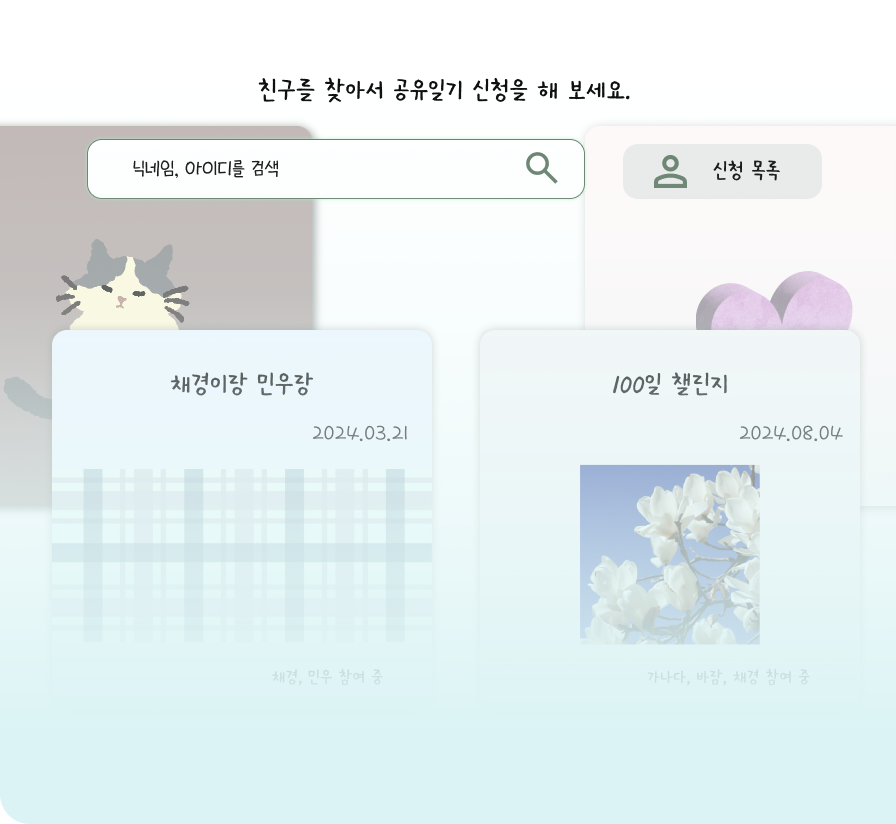 친구를 찾아서 공유일기 신청을 해 보세요.
닉네임, 아이디를 검색
신청 목록
채경이랑 민우랑
2024.03.21
채경, 민우 참여 중
100일 챌린지
2024.08.04
가나다, 바람, 채경 참여 중